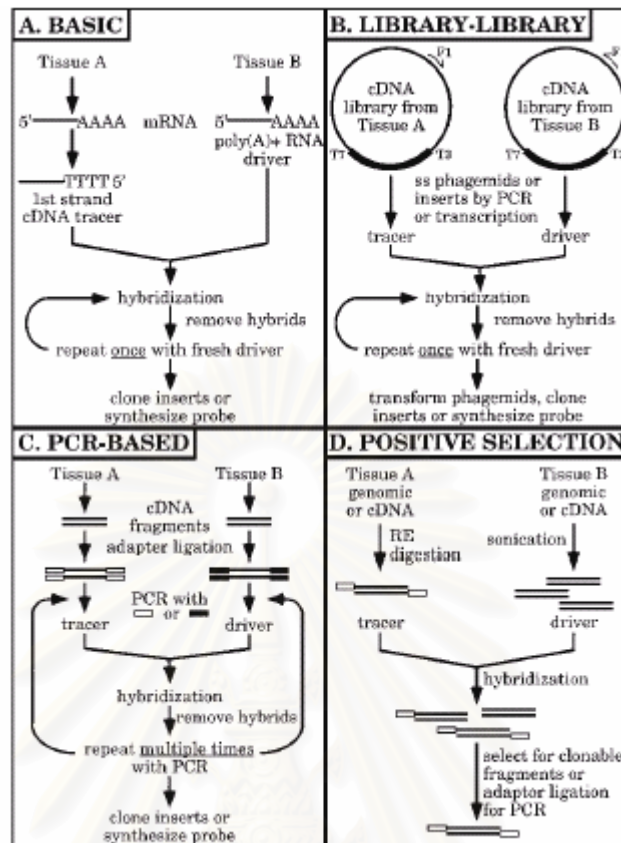 A. BASIC
Tissue A Tissue B
5' AAAA mRNA 5' AAAA
poly(A)+ RNA
driver
TTTT 5'
1st strand
cDNA tracer
hybridization
remove hybrids
repeat once with fresh driver
clone inserts or
synthesize probe
B. LIBRARY-LIBRARY
F1
cDNA
library from
Tissue A
cDNA
library from
Tissue B
T7 T3 T7
ss phagemids or
inserts by PCR
or transcription
tracer driver
hybridization
remove hybrids
repeat once with fresh driver
transform phagemids, clone
inserts or synthesize probe
C. PCR-BASED
Tissue A Tissue B
cDNA
fragments
adapter ligation
PCR with
or
tracer driver
hybridization
remove hybrids
repeat multiple times
with PCR
clone inserts or
synthesize probe
D. POSITIVE SELECTION
Tissue A Tissue B
genomic genomic
or cDNA or cDNA
RE
digestion
sonication
tracer driver
hybridization
select for clonable
fragments or
adaptor ligation
for PCR